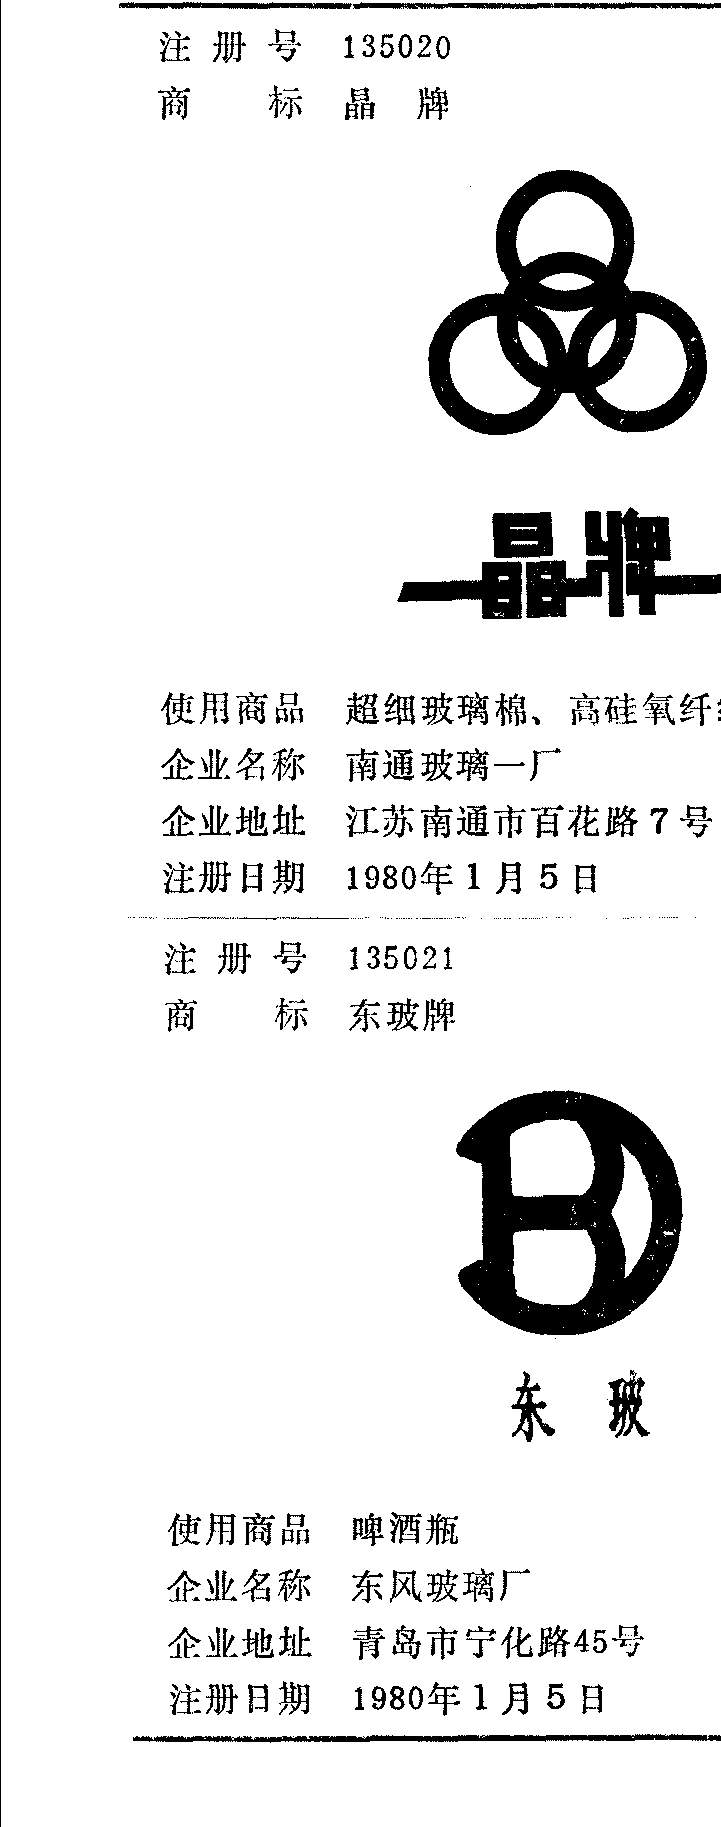 注册号 135020
商标 晶牌
晶牌
使用商品 超细玻璃棉、高硅氧纤
企业名称 南通玻璃一厂
企业地址 江苏南通市百花路7号
注册日期 1980年1月5日
注册号 135021
商标 东玻牌
东玻
使用商品 啤酒瓶
企业名称 东风玻璃厂
企业地址 青岛市宁化路45号
注册日期 1980年1月5日